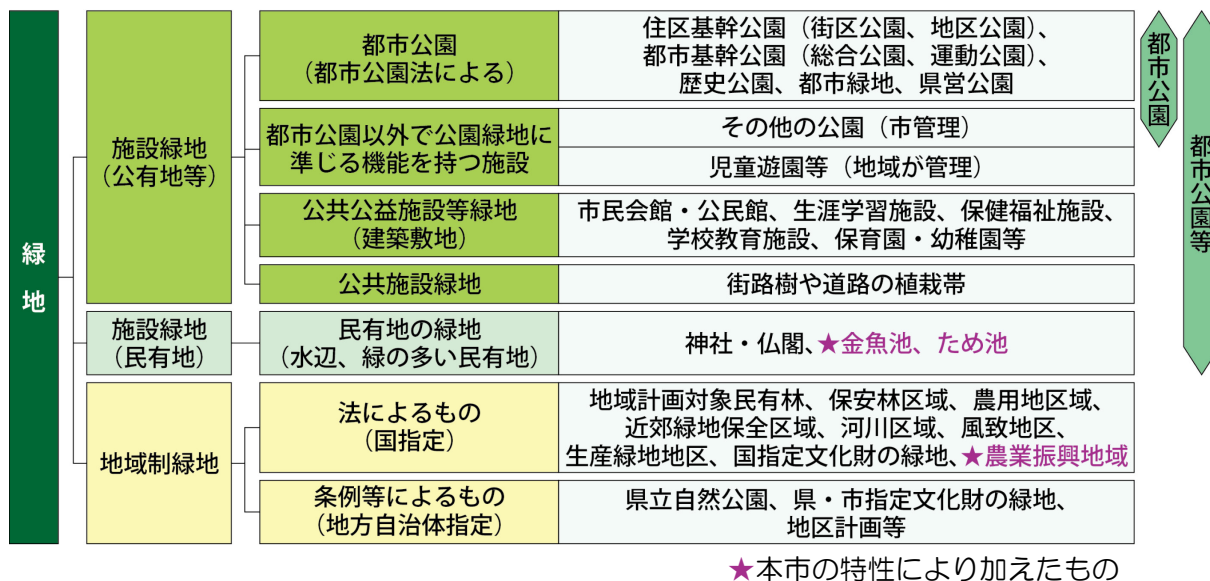 緑地
施設緑地
（公有地等）
都市公園
（都市公園法による）
住区基幹公園（街区公園、地区公園）、
都市基幹公園（総合公園、運動公園）、
歴史公園、都市緑地、県営公園
都市公園以外で公園緑地に
準じる機能を持つ施設
その他の公園（市管理）
児童遊園等（地域が管理）
公共公益施設等緑地
（建築敷地）
市民会館・公民館、生涯学習施設、保健福祉施設、
学校教育施設、保育園・幼稚園等
公共施設緑地
街路樹や道路の植栽帯
施設緑地
（民有地）
民有地の緑地
（水辺、緑の多い民有地）
神社・仏閣、★金魚池、ため池
地域制緑地
法によるもの
（国指定）
地域計画対象民有林、保安林区域、農用地区域、
近郊緑地保全区域、河川区域、風致地区、
生産緑地地区、国指定文化財の緑地、★農業振興地域
条例等によるもの
（地方自治体指定）
県立自然公園、県・市指定文化財の緑地、
地区計画等
都市公園
都市公園等
★本市の特性により加えたもの